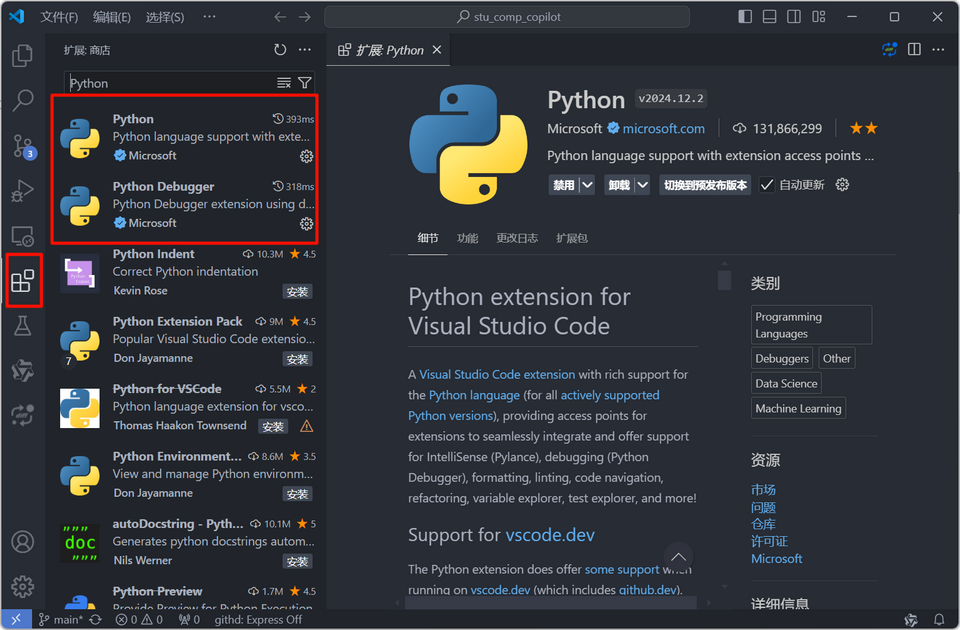 文件(F) 编辑(E) 选择(S) ···
stu_comp_copilot
扩展: 商店
扩展: Python
Python
Python
393ms
Python language support with exte...
Microsoft
Python Debugger
318ms
Python Debugger extension using d...
Microsoft
Python Indent
10.3M
4.5
Correct Python indentation
Kevin Rose
安装
Python Extension Pack
9M
4.5
Popular Visual Studio Code extensio...
Don Jayamanne
安装
7
Python for VSCode
5.5M
2
Python language extension for vsco...
Thomas Haakon Townsend
安装
Python Environment...
8.6M
3.5
View and manage Python environm...
Don Jayamanne
安装
autoDocstring - Pyth...
10.1M
5
Generates python docstrings autom...
Nils Werner
安装
"""
doc
"""
Python Preview
1.7M
4.5
Provide Preview for Python Execution
3
Python
v2024.12.2
Microsoft
microsoft.com
131,866,299
Python language support with extension access points ...
禁用
卸载
切换到预发布版本
自动更新
细节
功能
更改日志
扩展包
Python extension for
Visual Studio Code
A Visual Studio Code extension with rich support for
the Python language (for all actively supported
Python versions), providing access points for
extensions to seamlessly integrate and offer support
for IntelliSense (Pylance), debugging (Python
Debugger), formatting, linting, code navigation,
refactoring, variable explorer, test explorer, and more!
Support for vscode.dev
The Python extension does offer some support when
running on vscode.dev (which includes github.dev).
类别
Programming
Languages
Debuggers
Other
Data Science
Machine Learning
资源
市场
问题
仓库
许可证
Microsoft
详细信息
main*
0
0
0
githd: Express Off